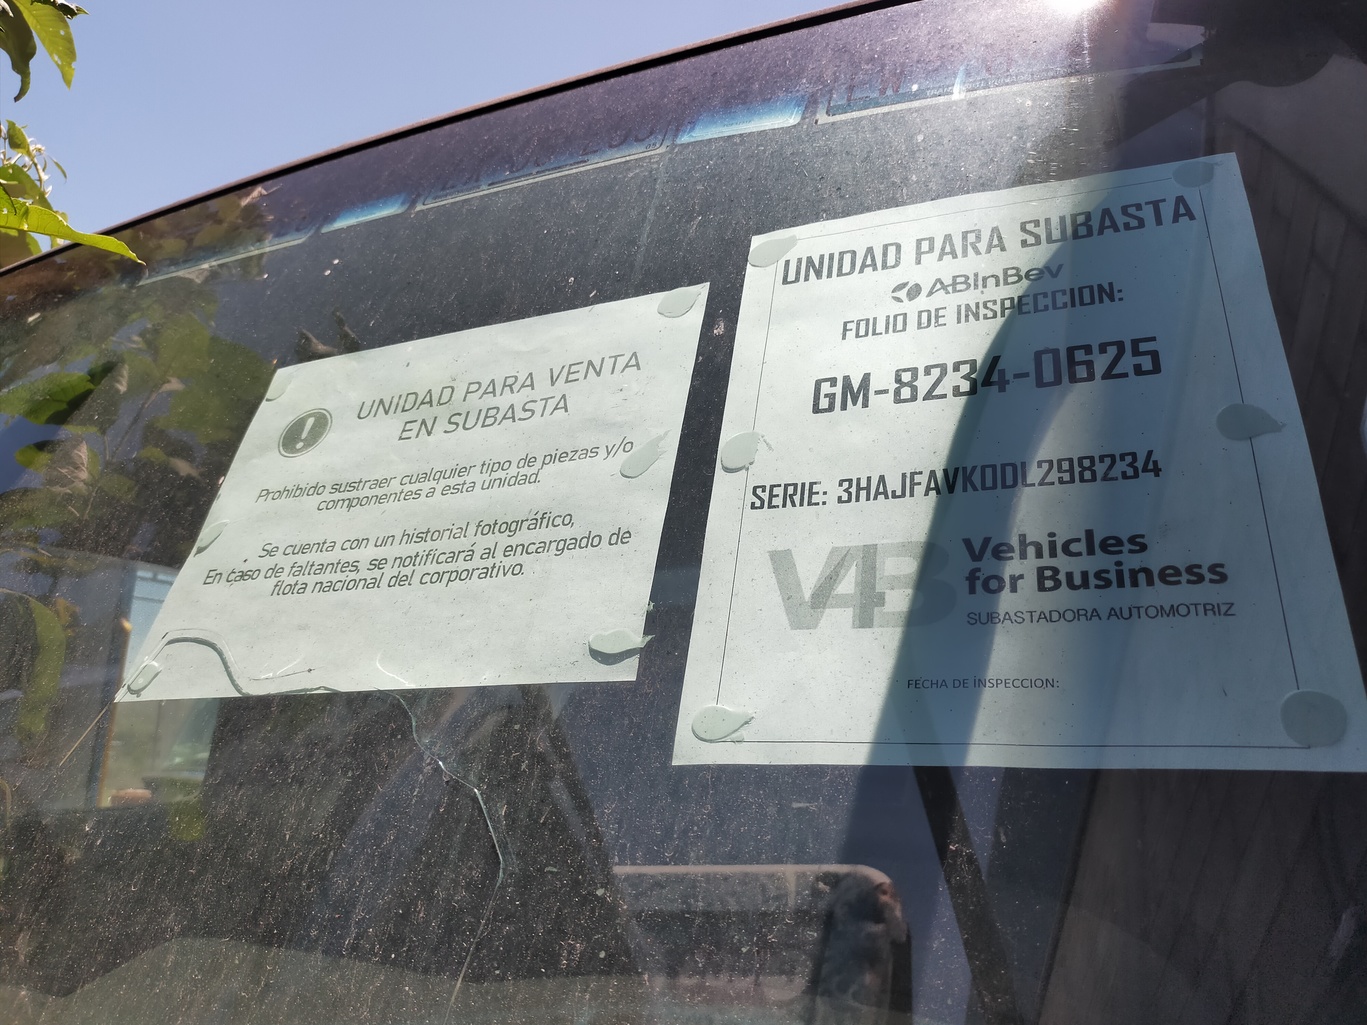 UNIDAD PARA VENTA
EN SUBASTA
Prohibido sustraer cualquier tipo de piezas y/o
componentes a esta unidad.
Se cuenta con un historial fotográfico,
En caso de faltantes, se notificará al encargado de
flota nacional del corporativo.
UNIDAD PARA SUBASTA
ABInBev
FOLIO DE INSPECCION:
GM-8234-0625
SERIE: 3HAJFAVK0DL298234
V4B
Vehicles
for Business
SUBASTADORA AUTOMOTRIZ
FECHA DE INSPECCION: